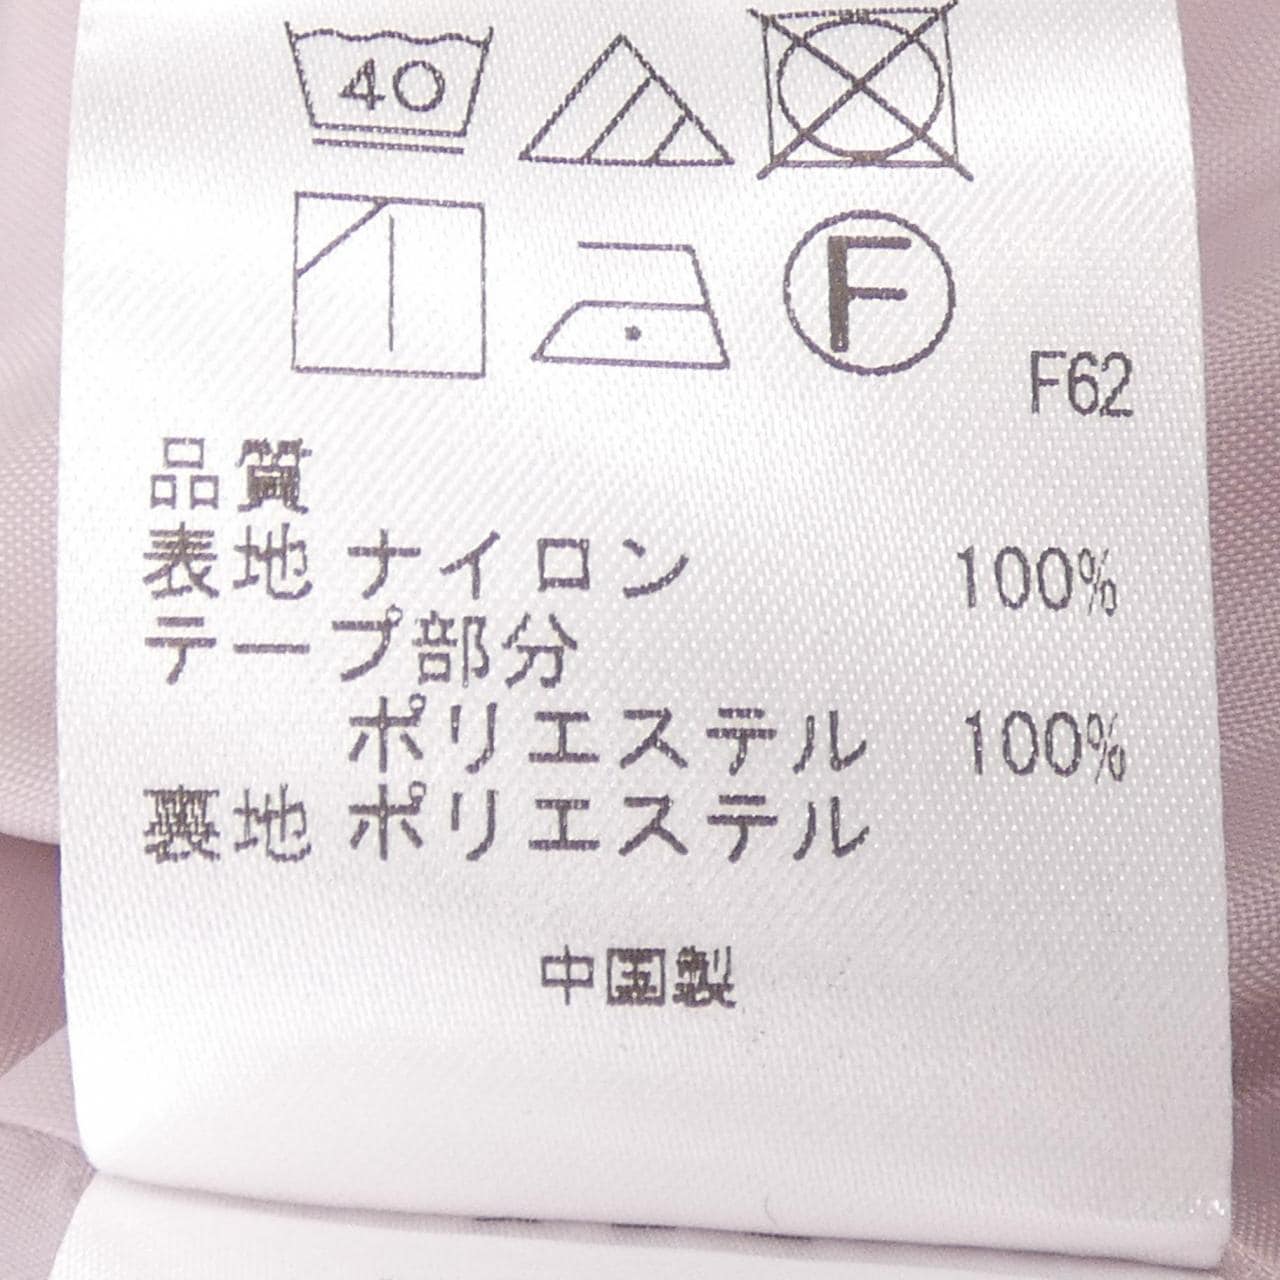 40
F
F62
品質
表地 ナイロン 100%
テープ部分
ポリエステル 100%
裏地 ポリエステル
中国製